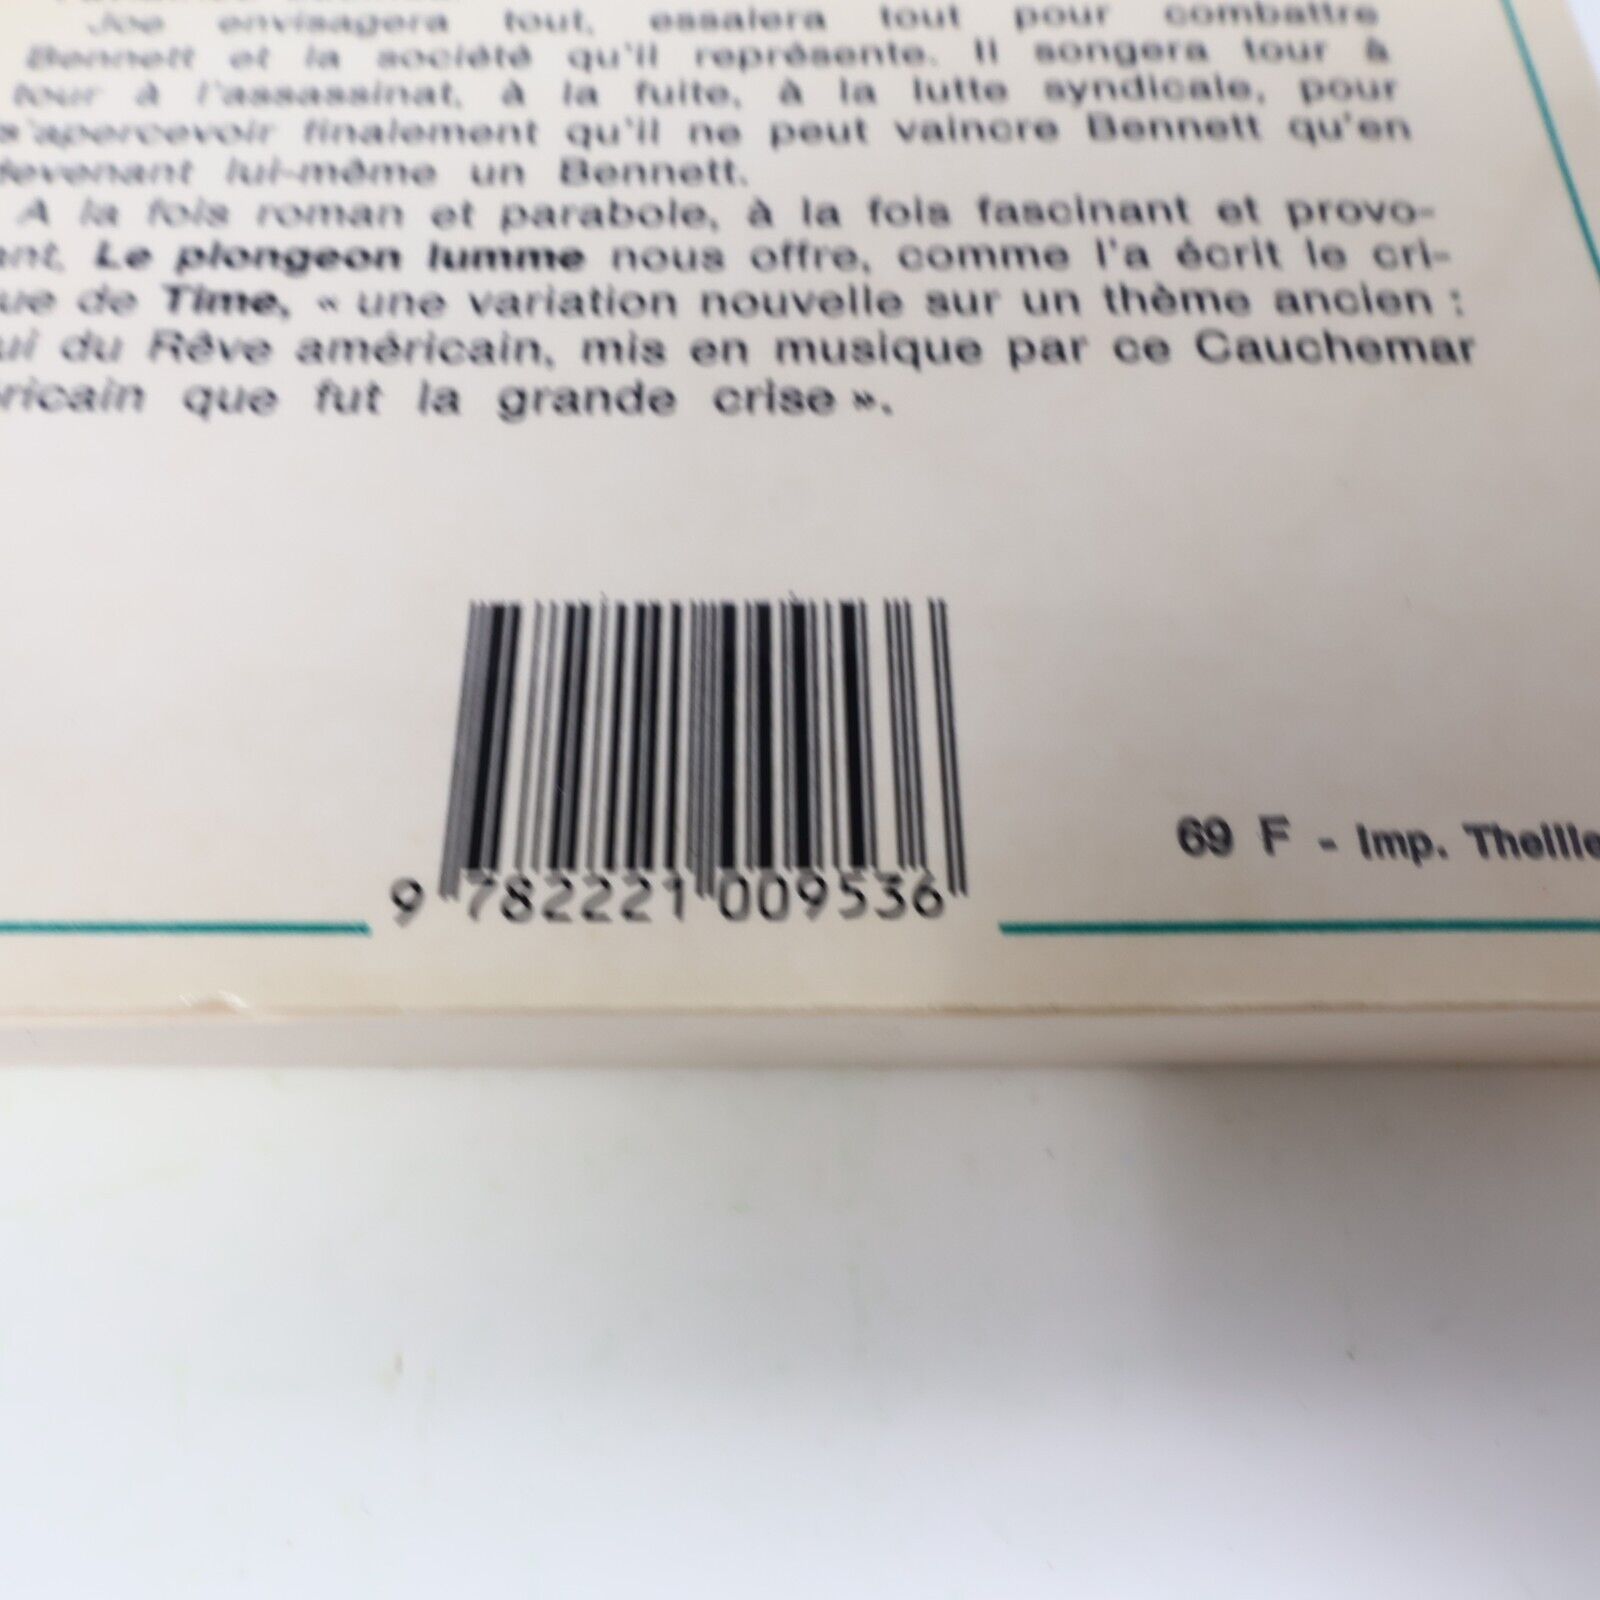 Joe envisagera tout, essaiera tout pour combattre
Bennett et la société qu'il représente. Il songera tour à
tour à l'assassinat, à la fuite, à la lutte syndicale, pour
s'apercevoir finalement qu'il ne peut vaincre Bennett qu'en
devenant lui-même un Bennett.
A la fois roman et parabole, à la fois fascinant et provo-
ant, Le plongeon lumme nous offre, comme l'a écrit le cri-
ue de Time, « une variation nouvelle sur un thème ancien :
ui du Rêve américain, mis en musique par ce Cauchemar
ricain que fut la grande crise ».
9 782221 009536
69 F - Imp. Theille